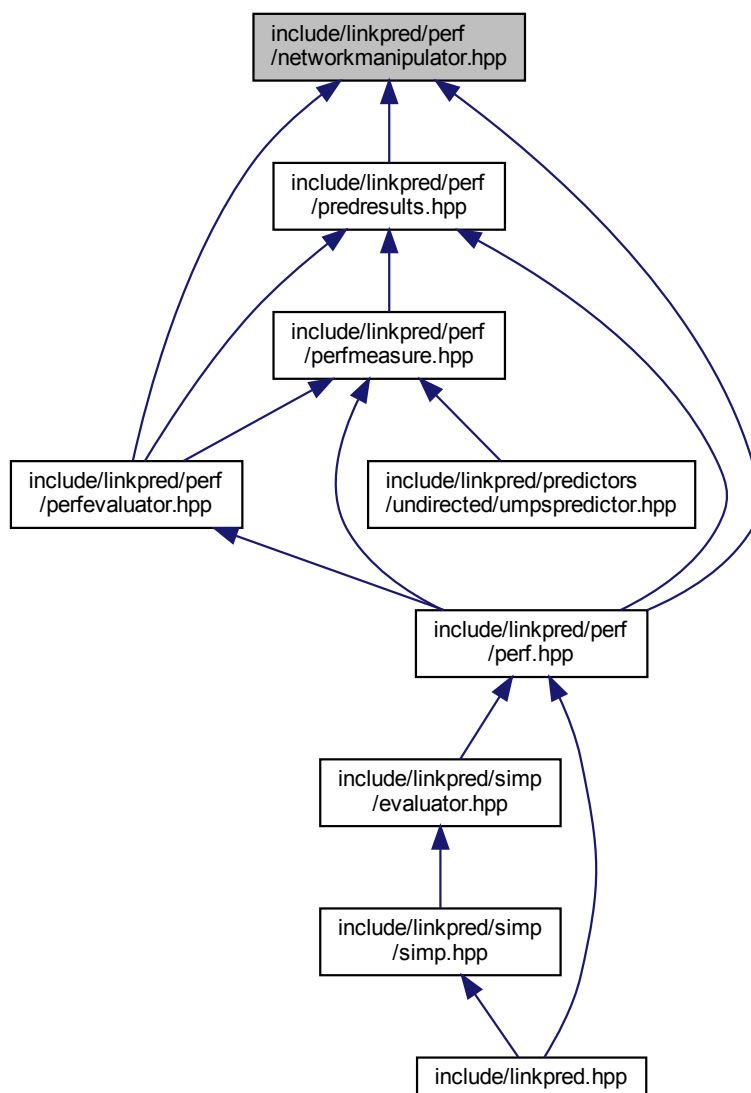 include/linkpred/perf
/networkmanipulator.hpp
include/linkpred/perf
/predresults.hpp
include/linkpred/perf
/perfmeasure.hpp
include/linkpred/perf
/perfevaluator.hpp
include/linkpred/predictors
/undirected/umpspredictor.hpp
include/linkpred/perf
/perf.hpp
include/linkpred/simp
/evaluator.hpp
include/linkpred/simp
/simp.hpp
include/linkpred.hpp